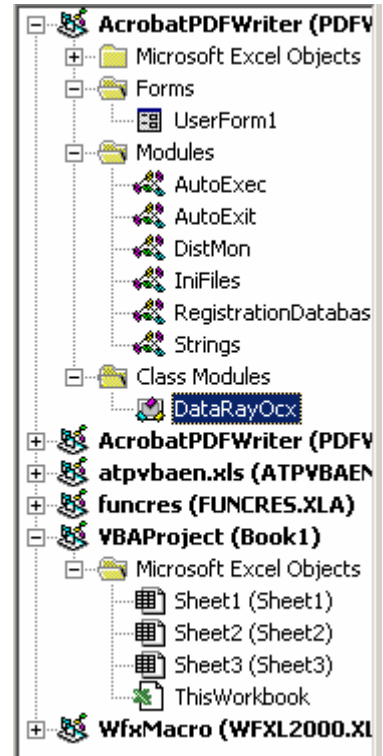 AcrobatPDFWriter (PDFV
Microsoft Excel Objects
Forms
UserForm1
Modules
AutoExec
AutoExit
DistMon
IniFiles
RegistrationDatabas
Strings
Class Modules
DataRayOcx
AcrobatPDFWriter (PDFV
atpvbaen.xls (ATPVBAEN
funcres (FUNCRES.XLA)
VBAProject (Book1)
Microsoft Excel Objects
Sheet1 (Sheet1)
Sheet2 (Sheet2)
Sheet3 (Sheet3)
ThisWorkbook
WfxMacro (WFXL2000.XL